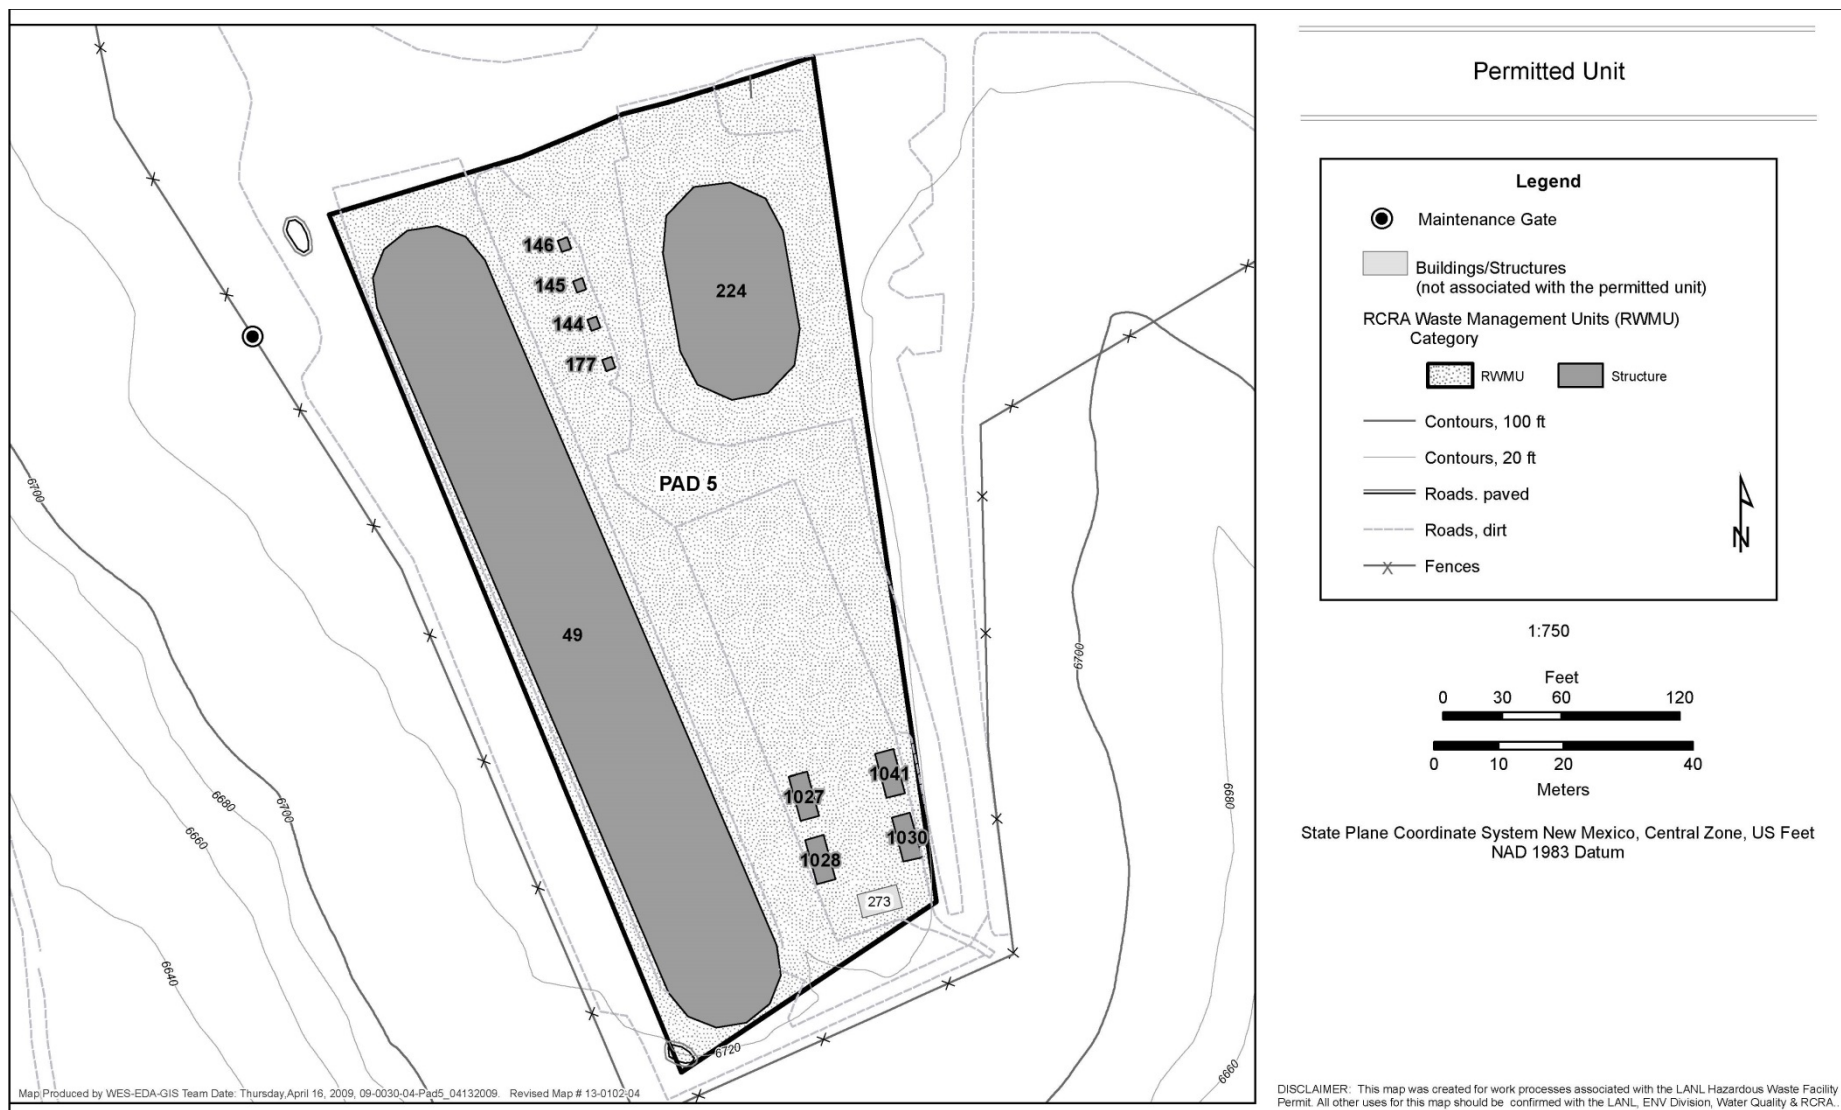 Permitted Unit
Legend
Maintenance Gate
Buildings/Structures
(not associated with the permitted unit)
RCRA Waste Management Units (RWMU)
Category
RWMU
Structure
Contours, 100 ft
Contours, 20 ft
Roads. paved
Roads, dirt
Fences
N
1:750
Feet
0 30 60 120
0 10 20 40
Meters
State Plane Coordinate System New Mexico, Central Zone, US Feet
NAD 1983 Datum
DISCLAIMER: This map was created for work processes associated with the LANL Hazardous Waste Facility
Permit. All other uses for this map should be confirmed with the LANL, ENV Division, Water Quality & RCRA.
146
145
144
177
224
PAD 5
49
1041
1027
1030
1028
273
6700
6700
6680
6660
6640
6720
6700
6680
6660
Map Produced by WES-EDA-GIS Team Date: Thursday,April 16, 2009, 09-0030-04-Pad5_04132009. Revised Map # 13-0102-04